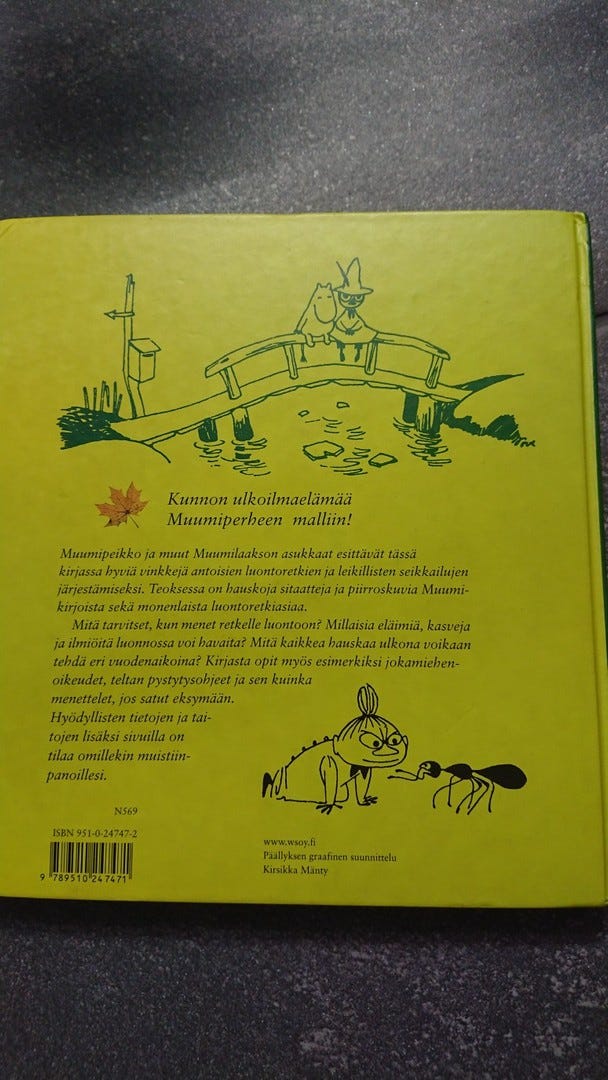 Kunnon ulkoilmaelämää
Muumiperheen malliin!
Muumipeikko ja muut Muumilaakson asukkaat esittävät tässä
kirjassa hyviä vinkkejä antoisien luontoretkien ja leikillisten seikkailujen
järjestämiseksi. Teoksessa on hauskoja sitaatteja ja piirroskuvia Muumi-
kirjoista sekä monenlaista luontoretkiasiaa.
Mitä tarvitset, kun menet retkelle luontoon? Millaisia eläimiä, kasveja
ja ilmiöitä luonnossa voi havaita? Mitä kaikkea hauskaa ulkona voikaan
tehdä eri vuodenaikoina? Kirjasta opit myös esimerkiksi jokamiehen-
oikeudet, teltan pystytysohjeet ja sen kuinka
menettelet, jos satut eksymään.
Hyödyllisten tietojen ja tai-
tojen lisäksi sivuilla on
tilaa omillekin muistiin-
panoillesi.
N569
ISBN 951-0-24747-2
9 789510 247471
www.wsoy.fi
Päällyksen graafinen suunnittelu
Kirsikka Mänty